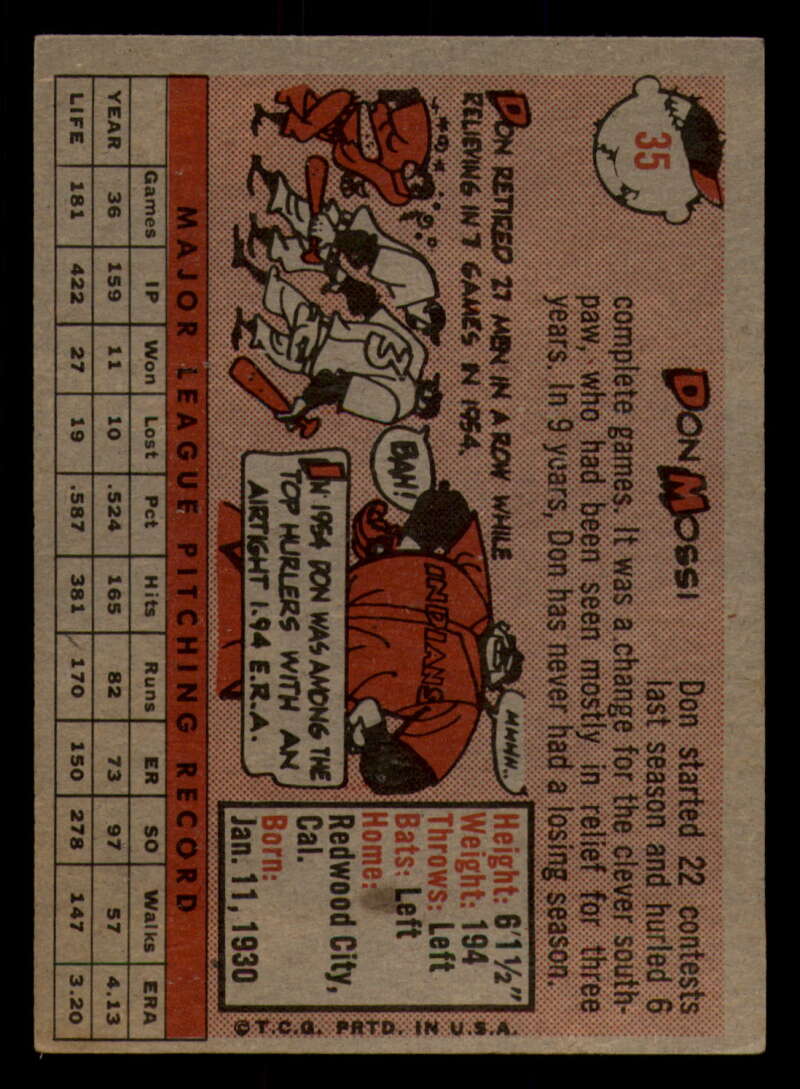 35
DON MOSSI
Don started 22 contests
last season and hurled 6
complete games. It was a change for the clever south-
paw, who had been seen mostly in relief for three
years. In 9 years, Don has never had a losing season.
DON RETIRED 27 MEN IN A ROW WHILE
RELIEVING IN 7 GAMES IN 1954.
3
BAH!
INDIANS
MMMN..
IN 1954 DON WAS AMONG THE
TOP HURLERS WITH AN
AIRTIGHT 1.94 E.R.A.
Height: 6'1½"
Weight: 194
Throws: Left
Bats: Left
Home:
Redwood City,
Cal.
Born:
Jan. 11, 1930
©T.C.G. PRTD. IN U.S.A.
MAJOR LEAGUE PITCHING RECORD
Games IP Won Lost Pct Hits Runs ER SO Walks ERA
YEAR 36 159 11 10 .524 165 82 73 97 57 4.13
LIFE 181 422 27 19 .587 381 170 150 278 147 3.20